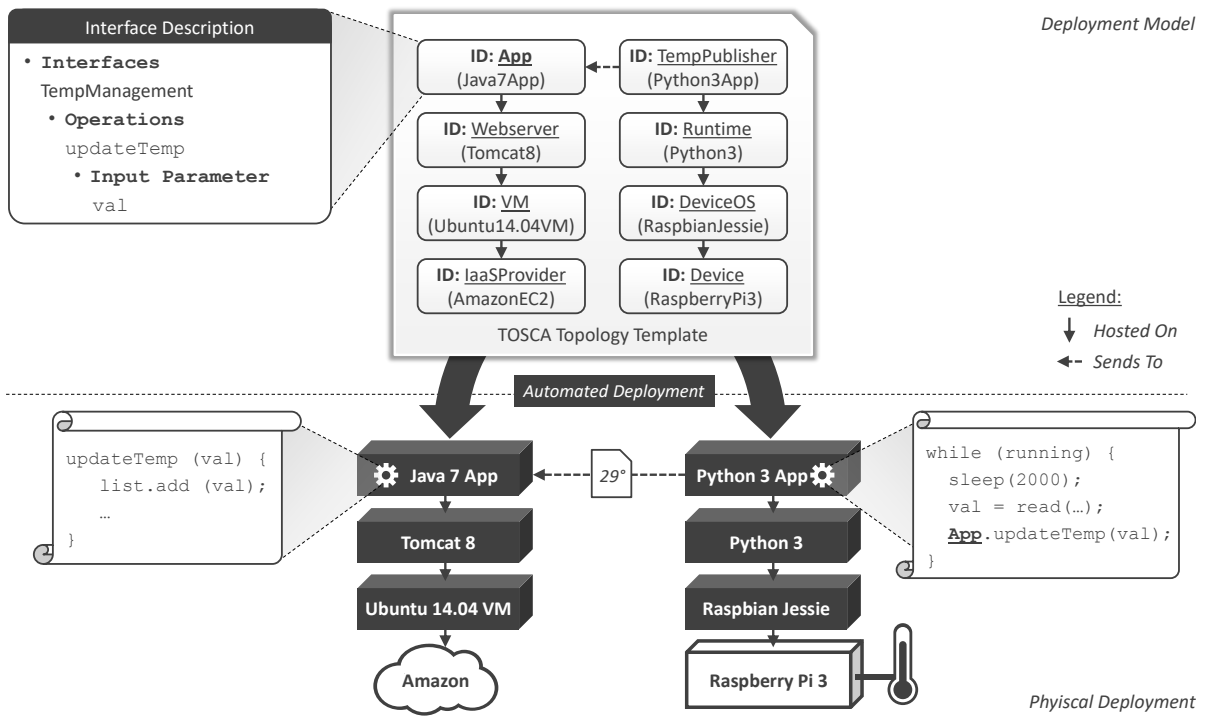 Interface Description
• Interfaces
TempManagement
• Operations
updateTemp
• Input Parameter
val
Deployment Model
ID: App
(Java7App)
ID: TempPublisher
(Python3App)
ID: Webserver
(Tomcat8)
ID: Runtime
(Python3)
ID: VM
(Ubuntu14.04VM)
ID: DeviceOS
(RaspbianJessie)
ID: IaaSProvider
(AmazonEC2)
ID: Device
(RaspberryPi3)
TOSCA Topology Template
Legend:
Hosted On
Sends To
Automated Deployment
updateTemp (val) {
list.add (val);
…
}
Java 7 App
29°
Python 3 App
Tomcat 8
Python 3
Ubuntu 14.04 VM
Raspbian Jessie
Amazon
Raspberry Pi 3
while (running) {
sleep(2000);
val = read(…);
App.updateTemp(val);
}
Phyiscal Deployment